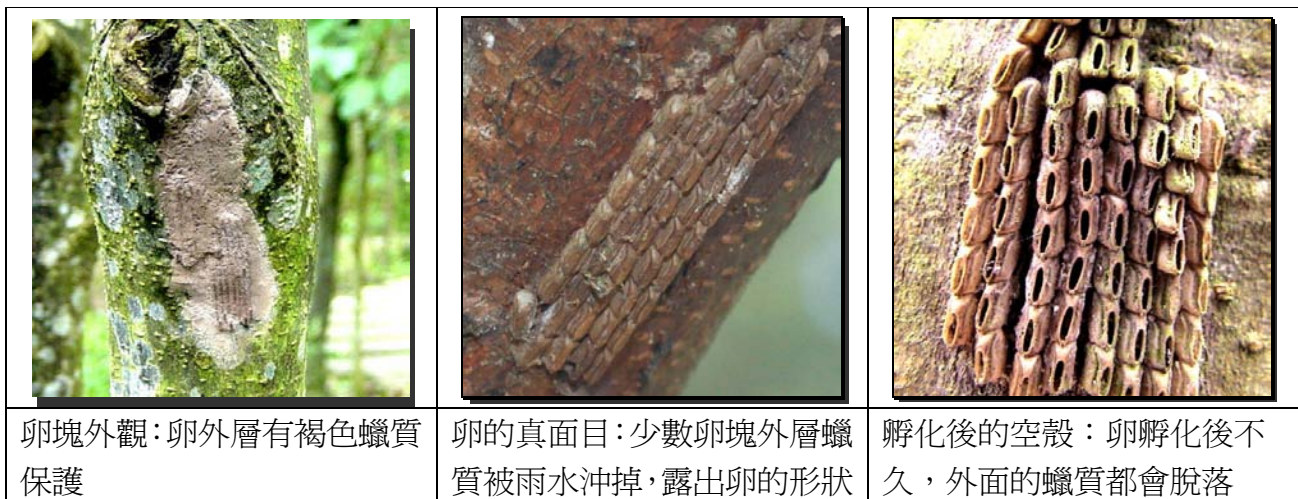 卵塊外觀：卵外層有褐色蠟質
保護
卵的真面目：少數卵塊外層蠟
質被雨水沖掉，露出卵的形狀
孵化後的空殼：卵孵化後不
久，外面的蠟質都會脫落